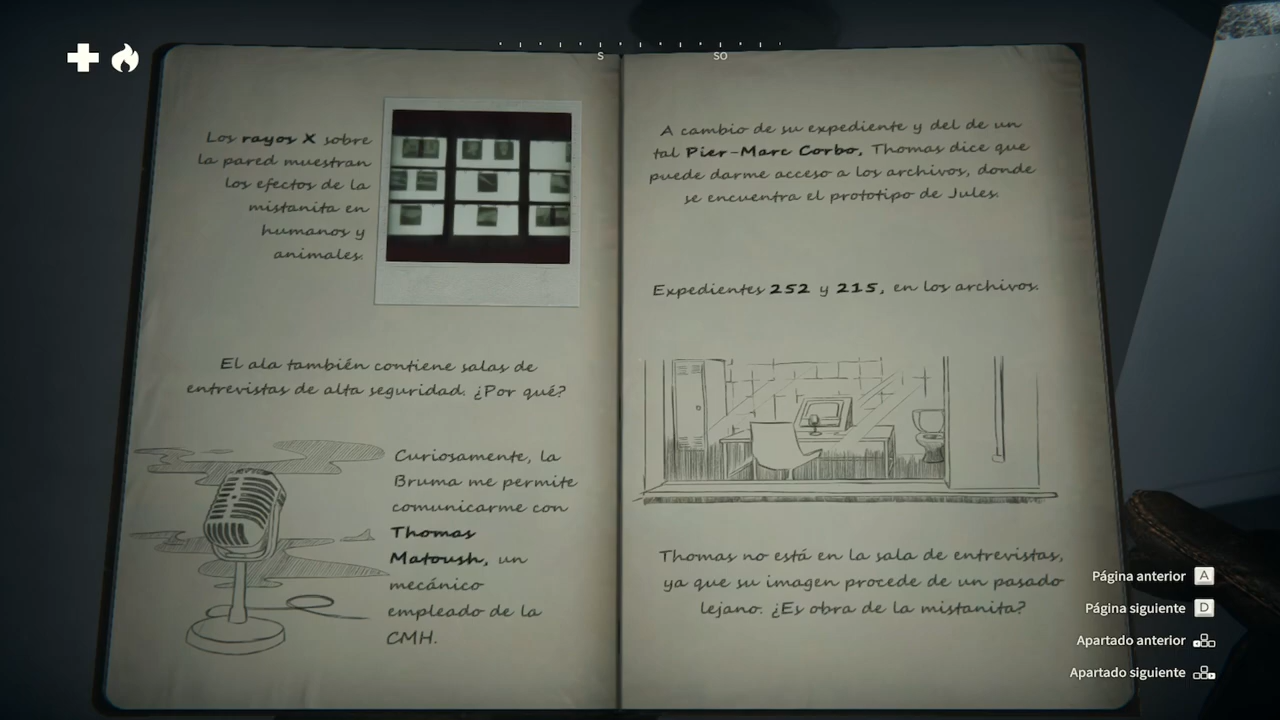 S
SO
Los rayos X sobre
la pared muestran
los efectos de la
mistanita en
humanos y
animales.
El ala también contiene salas de
entrevistas de alta seguridad. ¿Por qué?
Curiosamente, la
Bruma me permite
comunicarme con
Thomas
Matoush, un
mecánico
empleado de la
CMH.
A cambio de su expediente y del de un
tal Pier-Marc Corbo, Thomas dice que
puede darme acceso a los archivos, donde
se encuentra el prototipo de Jules.
Expedientes 252 y 215, en los archivos.
Thomas no está en la sala de entrevistas,
ya que su imagen procede de un pasado
lejano. ¿Es obra de la mistanita?
Página anterior A
Página siguiente D
Apartado anterior
Apartado siguiente